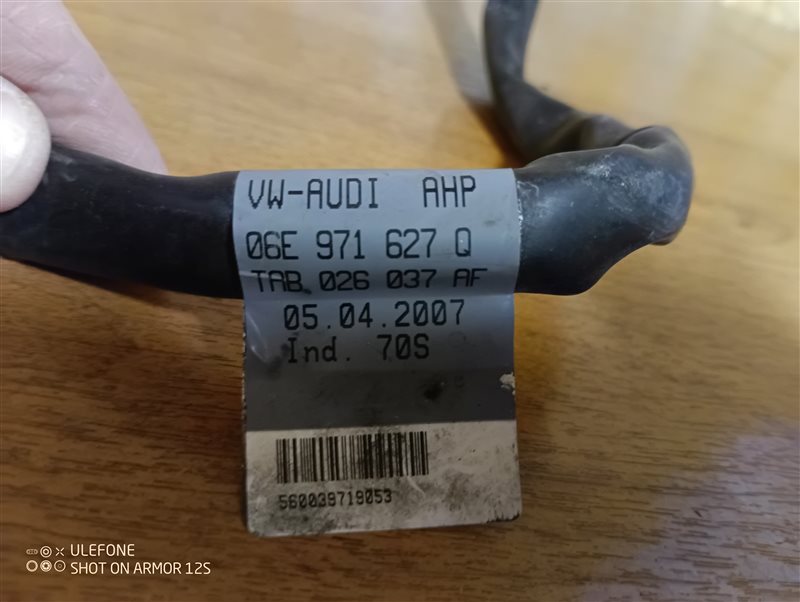 VW-AUDI AHP
06E 971 627 Q
TAB. 026 037 AF
05.04.2007
Ind. 70S
560039719053
ULEFONE
SHOT ON ARMOR 12S